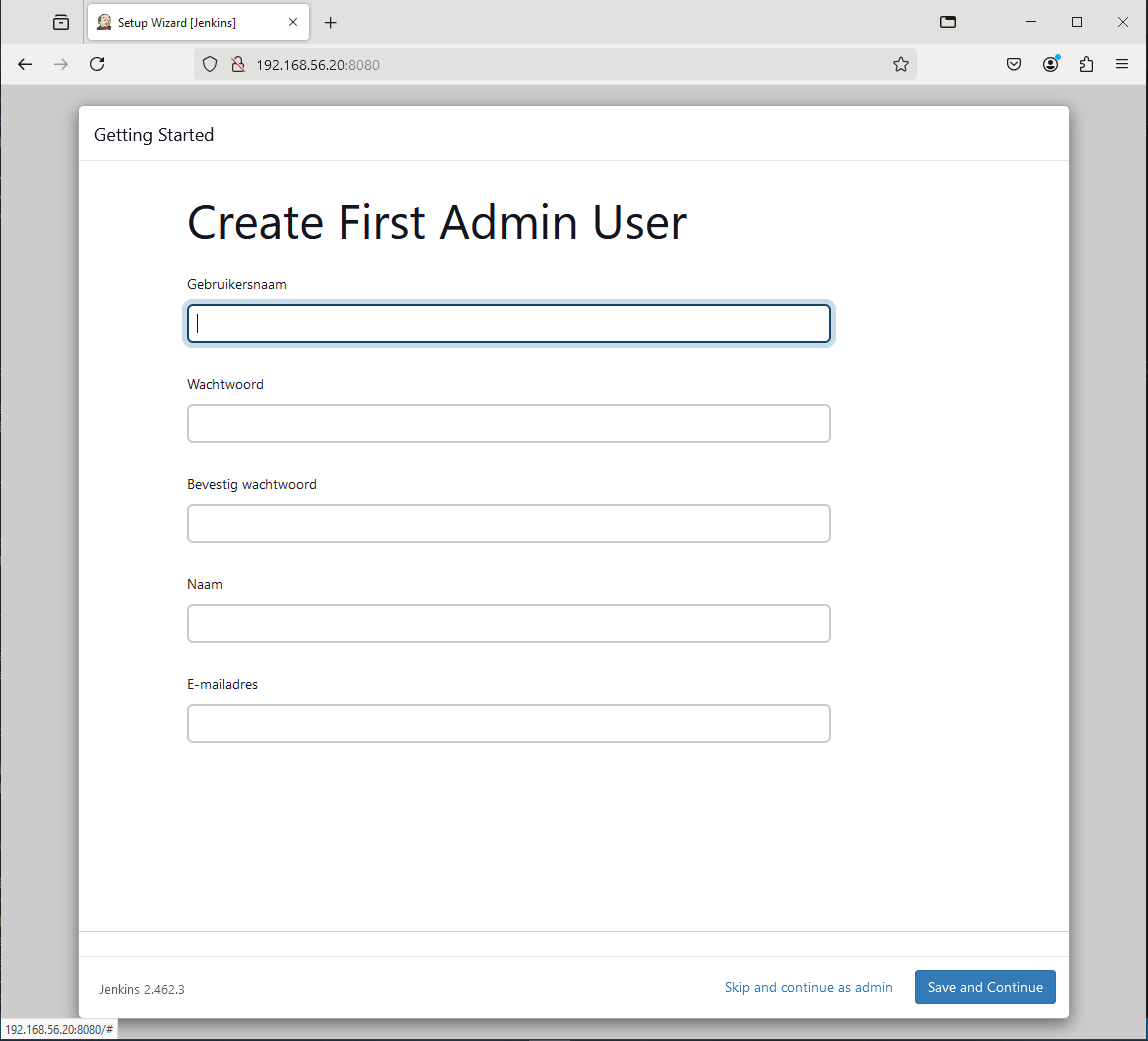 Setup Wizard [Jenkins]
192.168.56.20:8080
Getting Started
Create First Admin User
Gebruikersnaam
Wachtwoord
Bevestig wachtwoord
Naam
E-mailadres
Jenkins 2.462.3
Skip and continue as admin
Save and Continue
192.168.56.20:8080/#